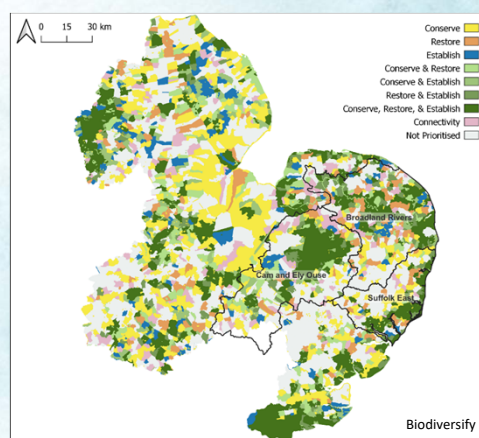 0 15 30 km
Conserve
Restore
Establish
Conserve & Restore
Conserve & Establish
Restore & Establish
Conserve, Restore, & Establish
Connectivity
Not Prioritised
Broadland Rivers
Cam and Ely Ouse
Suffolk East
Biodiversify